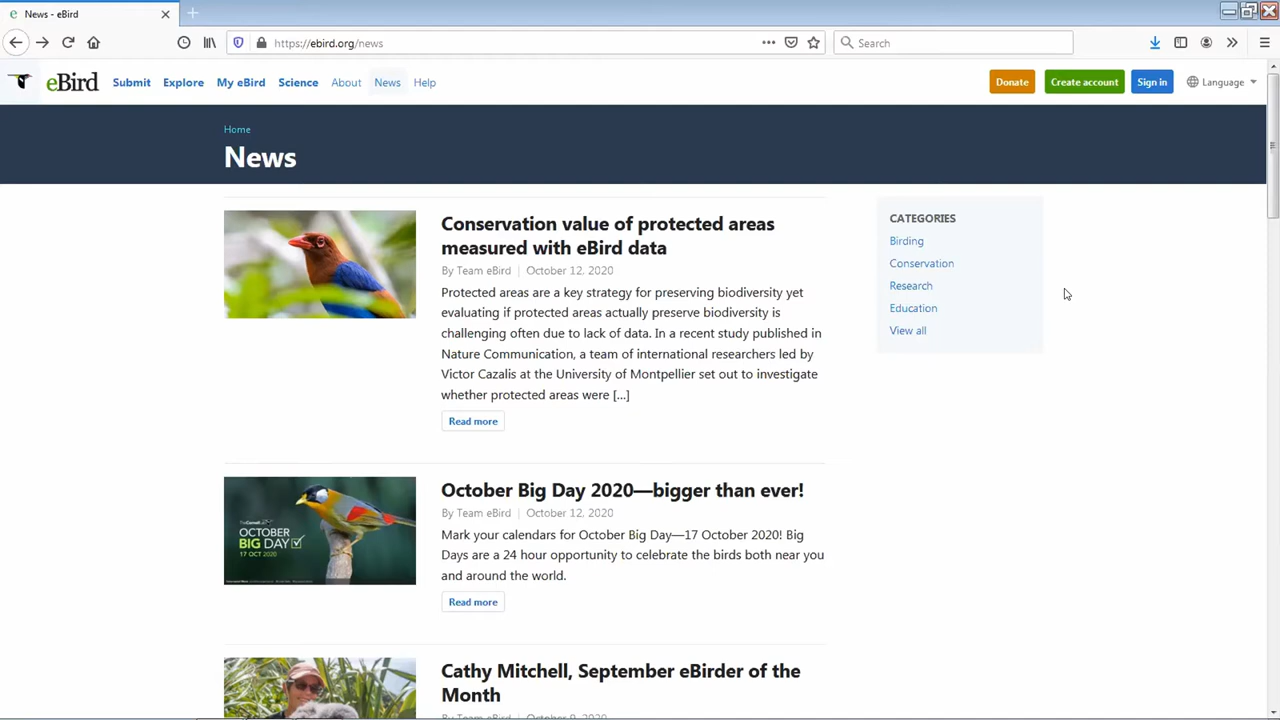 News - eBird
https://ebird.org/news
Search
eBird Submit Explore My eBird Science About News Help
Donate Create account Sign in Language
Home
News
Conservation value of protected areas
measured with eBird data
By Team eBird | October 12, 2020
Protected areas are a key strategy for preserving biodiversity yet
evaluating if protected areas actually preserve biodiversity is
challenging often due to lack of data. In a recent study published in
Nature Communication, a team of international researchers led by
Victor Cazalis at the University of Montpellier set out to investigate
whether protected areas were [...]
Read more
CATEGORIES
Birding
Conservation
Research
Education
View all
OCTOBER
BIG DAY
17 OCT 2020
October Big Day 2020—bigger than ever!
By Team eBird | October 12, 2020
Mark your calendars for October Big Day—17 October 2020! Big
Days are a 24 hour opportunity to celebrate the birds both near you
and around the world.
Read more
Cathy Mitchell, September eBirder of the
Month
By Team eBird | October 9, 2020